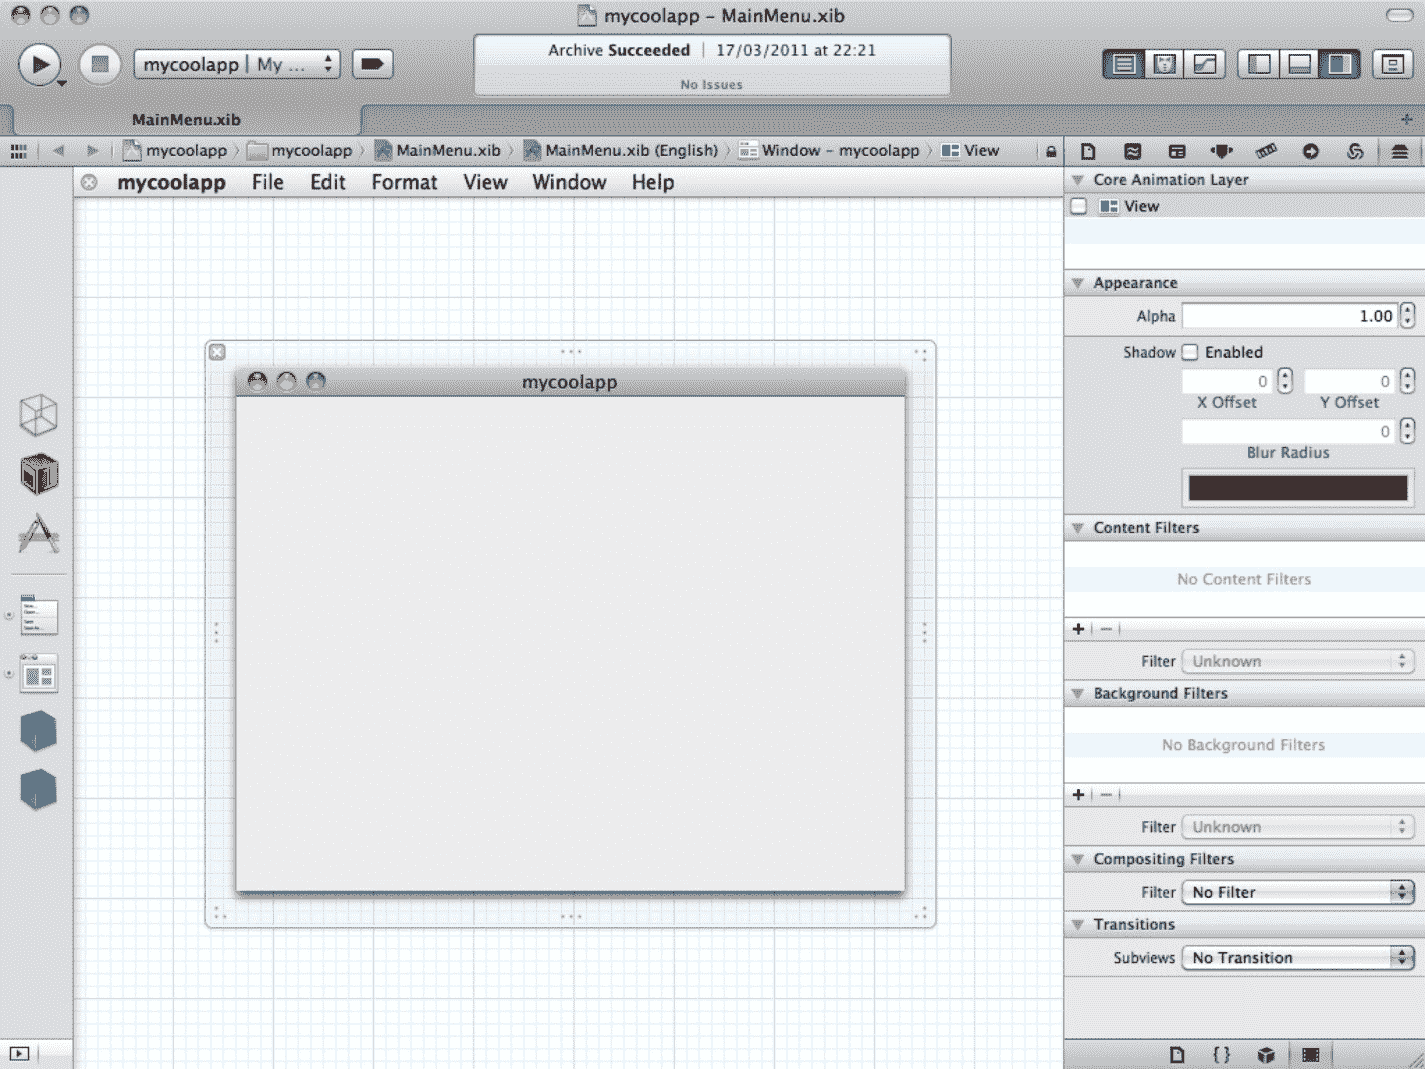 mycoolapp – MainMenu.xib
mycoolapp | My ...
Archive Succeeded | 17/03/2011 at 22:21
No Issues
MainMenu.xib
mycoolapp
mycoolapp
MainMenu.xib
MainMenu.xib (English)
Window – mycoolapp
View
mycoolapp File Edit Format View Window Help
mycoolapp
Core Animation Layer
View
Appearance
Alpha 1.00
Shadow Enabled
0 0
X Offset Y Offset
0
Blur Radius
Content Filters
No Content Filters
Filter Unknown
Background Filters
No Background Filters
Filter Unknown
Compositing Filters
Filter No Filter
Transitions
Subviews No Transition